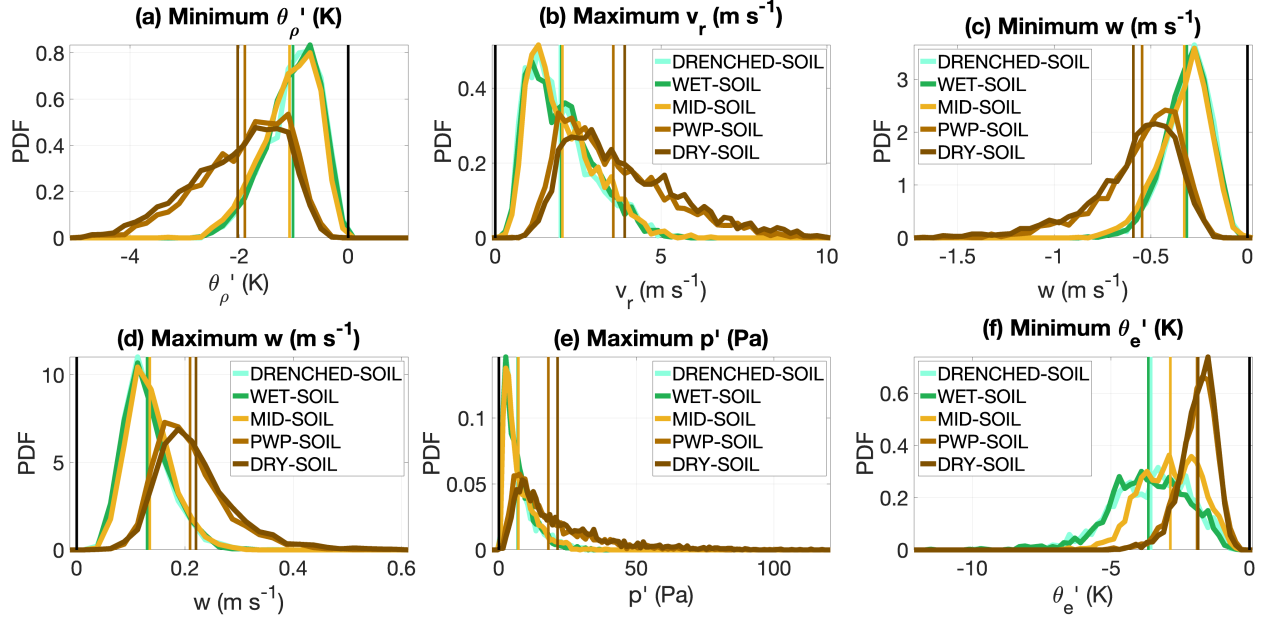 (a) Minimum θρ' (K)
PDF
0.8
0.6
0.4
0.2
0
-4
-2
0
θρ' (K)
(b) Maximum vr (m s-1)
PDF
0.4
0.2
0
0
5
10
vr (m s-1)
DRENCHED-SOIL
WET-SOIL
MID-SOIL
PWP-SOIL
DRY-SOIL
(c) Minimum w (m s-1)
PDF
3
2
1
0
-1.5
-1
-0.5
0
w (m s-1)
DRENCHED-SOIL
WET-SOIL
MID-SOIL
PWP-SOIL
DRY-SOIL
(d) Maximum w (m s-1)
PDF
10
5
0
0
0.2
0.4
0.6
w (m s-1)
DRENCHED-SOIL
WET-SOIL
MID-SOIL
PWP-SOIL
DRY-SOIL
(e) Maximum p' (Pa)
PDF
0.1
0.05
0
0
50
100
p' (Pa)
DRENCHED-SOIL
WET-SOIL
MID-SOIL
PWP-SOIL
DRY-SOIL
(f) Minimum θe' (K)
PDF
0.6
0.4
0.2
0
-10
-5
0
θe' (K)
DRENCHED-SOIL
WET-SOIL
MID-SOIL
PWP-SOIL
DRY-SOIL